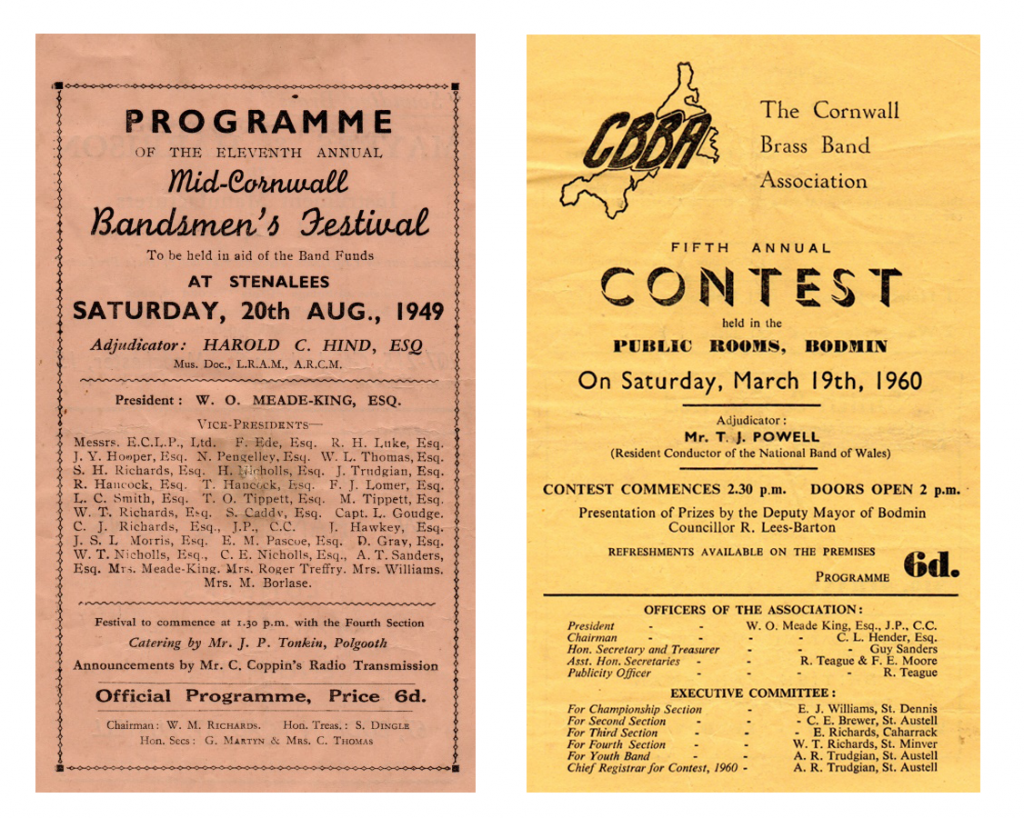 PROGRAMME
OF THE ELEVENTH ANNUAL
Mid-Cornwall
Bandsmen's Festival
To be held in aid of the Band Funds
AT STENALEES
SATURDAY, 20th AUG., 1949
Adjudicator: HAROLD C. HIND, ESQ
Mus. Doc., L.R.A.M., A.R.C.M.
President: W. O. MEADE-KING, ESQ.
VICE-PRESIDENTS—
Messrs. E.C.L.P., Ltd. F. Ede, Esq. R. H. Luke, Esq.
J. Y. Hooper, Esq. N. Pengelley, Esq. W. L. Thomas, Esq.
S. H. Richards, Esq. H. Nicholls, Esq. J. Trudgian, Esq.
R. Hancock, Esq. T. Hancock, Esq. F. J. Lomer, Esq.
L. C. Smith, Esq. T. O. Tippett, Esq. M. Tippett, Esq.
W. T. Richards, Esq. S. Caddy, Esq. Capt. L. Goudge.
C. J. Richards, Esq., J.P., C.C. J. Hawkey, Esq.
J. S. L Morris, Esq. E. M. Pascoe, Esq. D. Gray, Esq.
W. T. Nicholls, Esq., C. E. Nicholls, Esq., A. T. Sanders,
Esq. Mrs. Meade-King. Mrs. Roger Treffry. Mrs. Williams.
Mrs. M. Borlase.
Festival to commence at 1.30 p.m. with the Fourth Section
Catering by Mr. J. P. Tonkin, Polgooth
Announcements by Mr. C. Coppin's Radio Transmission
Official Programme, Price 6d.
Chairman: W. M. RICHARDS. Hon. Treas.: S. DINGLE
Hon. Secs: G. MARTYN & MRS. C. THOMAS
CBBA
The Cornwall
Brass Band
Association
FIFTH ANNUAL
CONTEST
held in the
PUBLIC ROOMS, BODMIN
On Saturday, March 19th, 1960
Adjudicator:
Mr. T. J. POWELL
(Resident Conductor of the National Band of Wales)
CONTEST COMMENCES 2.30 p.m. DOORS OPEN 2 p.m.
Presentation of Prizes by the Deputy Mayor of Bodmin
Councillor R. Lees-Barton
REFRESHMENTS AVAILABLE ON THE PREMISES
PROGRAMME 6d.
OFFICERS OF THE ASSOCIATION:
President - - W. O. Meade King, Esq., J.P., C.C.
Chairman - - - C. L. Hender, Esq.
Hon. Secretary and Treasurer - - - Guy Sanders
Asst. Hon. Secretaries - - R. Teague & F. E. Moore
Publicity Officer - - - - R. Teague
EXECUTIVE COMMITTEE:
For Championship Section - E. J. Williams, St. Dennis
For Second Section - - - C. E. Brewer, St. Austell
For Third Section - - - E. Richards, Caharrack
For Fourth Section - - W. T. Richards, St. Minver
For Youth Band - - A. R. Trudgian, St. Austell
Chief Registrar for Contest, 1960 - A. R. Trudgian, St. Austell